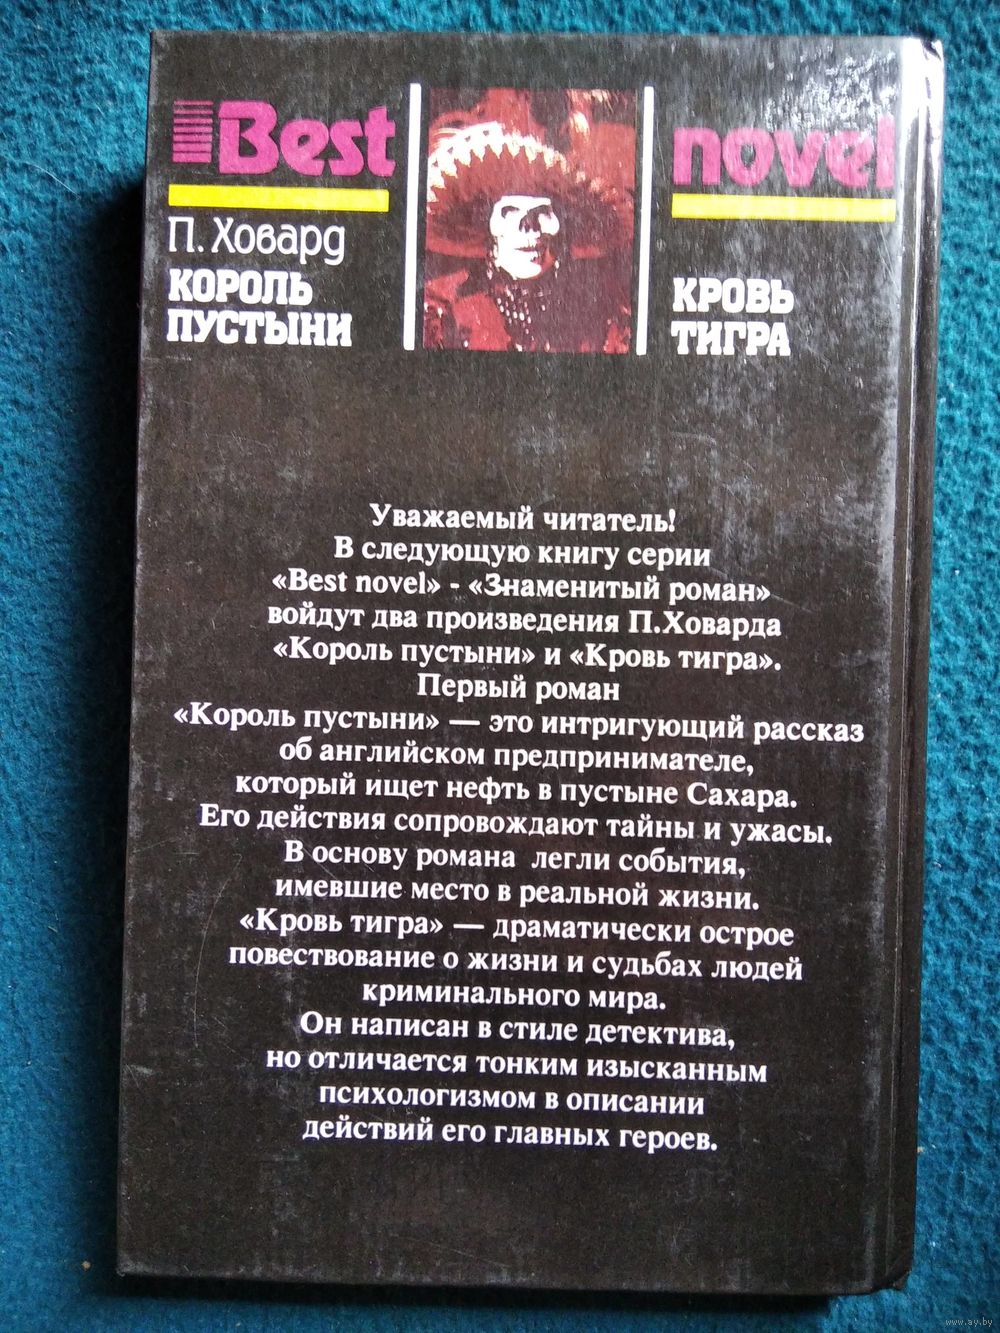 Best novel
П. Ховард
КОРОЛЬ
ПУСТЫНИ
КРОВЬ
ТИГРА
Уважаемый читатель!
В следующую книгу серии
«Best novel» - «Знаменитый роман»
войдут два произведения П.Ховарда
«Король пустыни» и «Кровь тигра».
Первый роман
«Король пустыни» — это интригующий рассказ
об английском предпринимателе,
который ищет нефть в пустыне Сахара.
Его действия сопровождают тайны и ужасы.
В основу романа легли события,
имевшие место в реальной жизни.
«Кровь тигра» — драматически острое
повествование о жизни и судьбах людей
криминального мира.
Он написан в стиле детектива,
но отличается тонким изысканным
психологизмом в описании
действий его главных героев.
www.ay.by